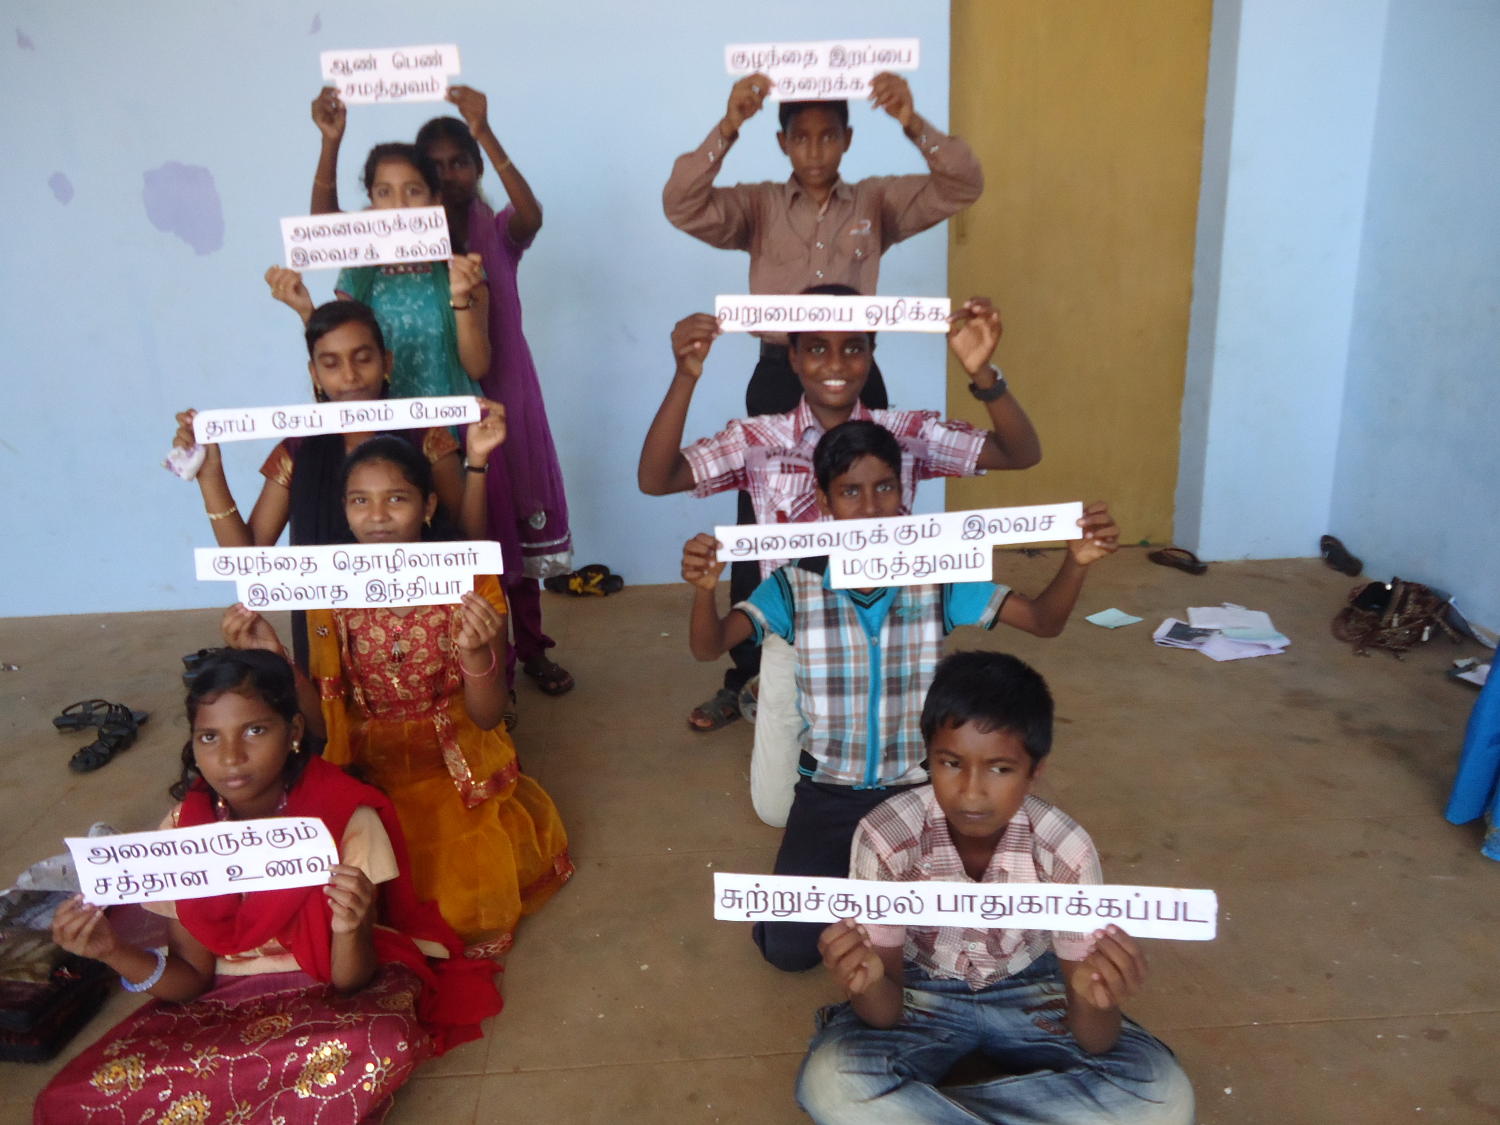 ஆண் பெண்
சமத்துவம்
அனைவருக்கும்
இலவசக் கல்வி
தாய் சேய் நலம் பேண
குழந்தை தொழிலாளர்
இல்லாத இந்தியா
அனைவருக்கும்
சத்தான உணவு
குழந்தை இறப்பை
குறைக்க
வறுமையை ஒழிக்க
அனைவருக்கும் இலவச
மருத்துவம்
சுற்றுச்சூழல் பாதுகாக்கப்பட